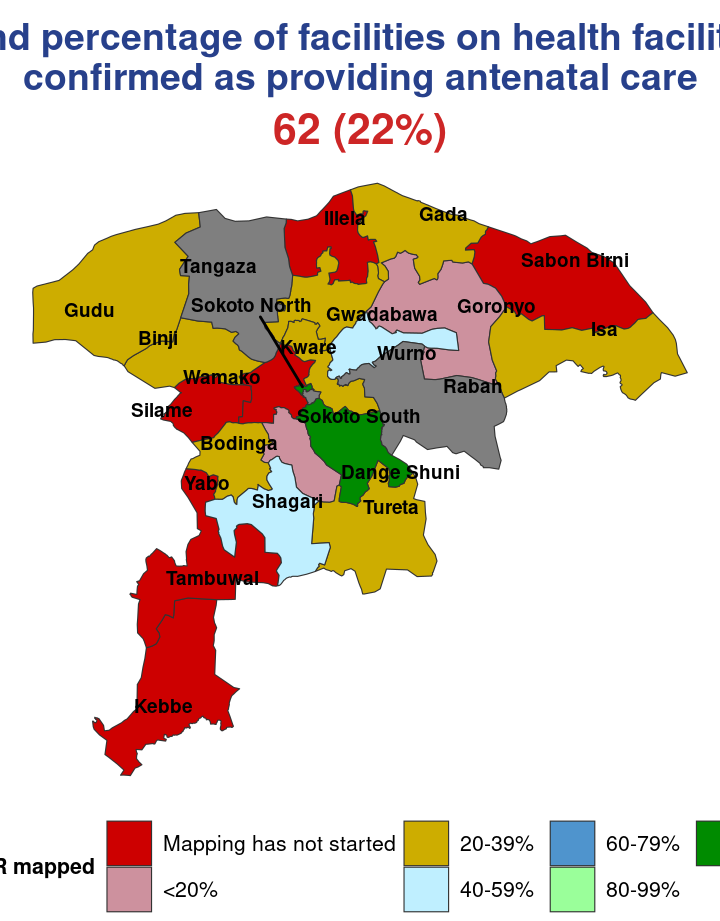 nd percentage of facilities on health facilit
confirmed as providing antenatal care
62 (22%)
Illela
Gada
Sabon Birni
Tangaza
Sokoto North
Gudu
Gwadabawa
Goronyo
Isa
Binji
Kware
Wurno
Wamako
Rabah
Silame
Sokoto South
Bodinga
Dange Shuni
Yabo
Shagari
Tureta
Tambuwal
Kebbe
R mapped
Mapping has not started
20-39%
60-79%
<20%
40-59%
80-99%